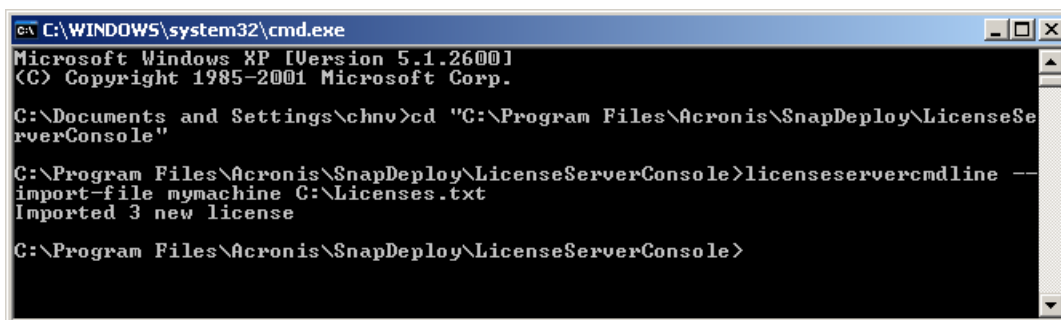 C:\WINDOWS\system32\cmd.exe
Microsoft Windows XP [Version 5.1.2600]
(C) Copyright 1985-2001 Microsoft Corp.
C:\Documents and Settings\chnv>cd "C:\Program Files\Acronis\SnapDeploy\LicenseSe
rverConsole"
C:\Program Files\Acronis\SnapDeploy\LicenseServerConsole>licenseservercmdline --
import-file mymachine C:\Licenses.txt
Imported 3 new license
C:\Program Files\Acronis\SnapDeploy\LicenseServerConsole>